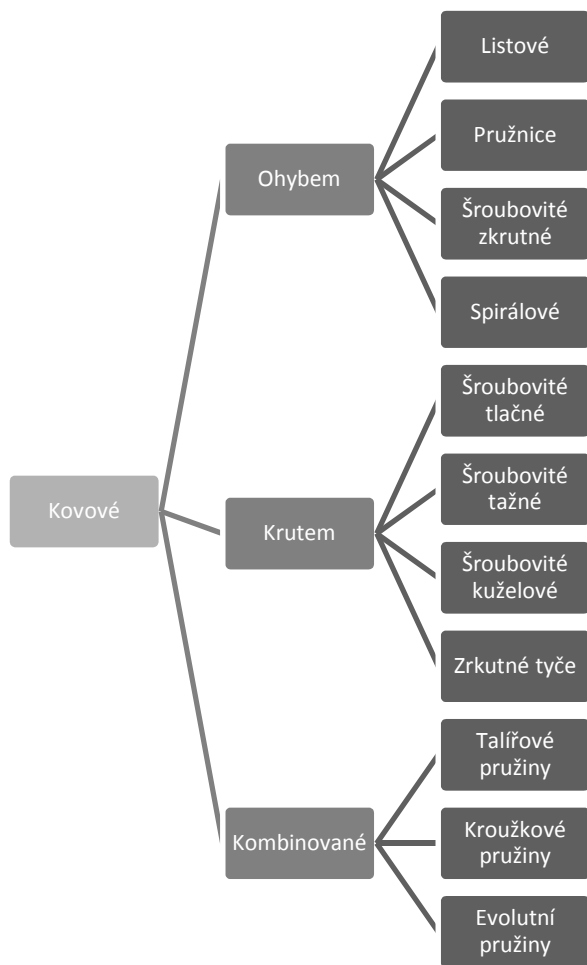 Listové
Pružnice
Ohybem
Šroubovité
zkrutné
Spirálové
Šroubovité
tlačné
Šroubovité
tažné
Kovové
Krutem
Šroubovité
kuželové
Zrkutné tyče
Talířové
pružiny
Kombinované
Kroužkové
pružiny
Evolutní
pružiny